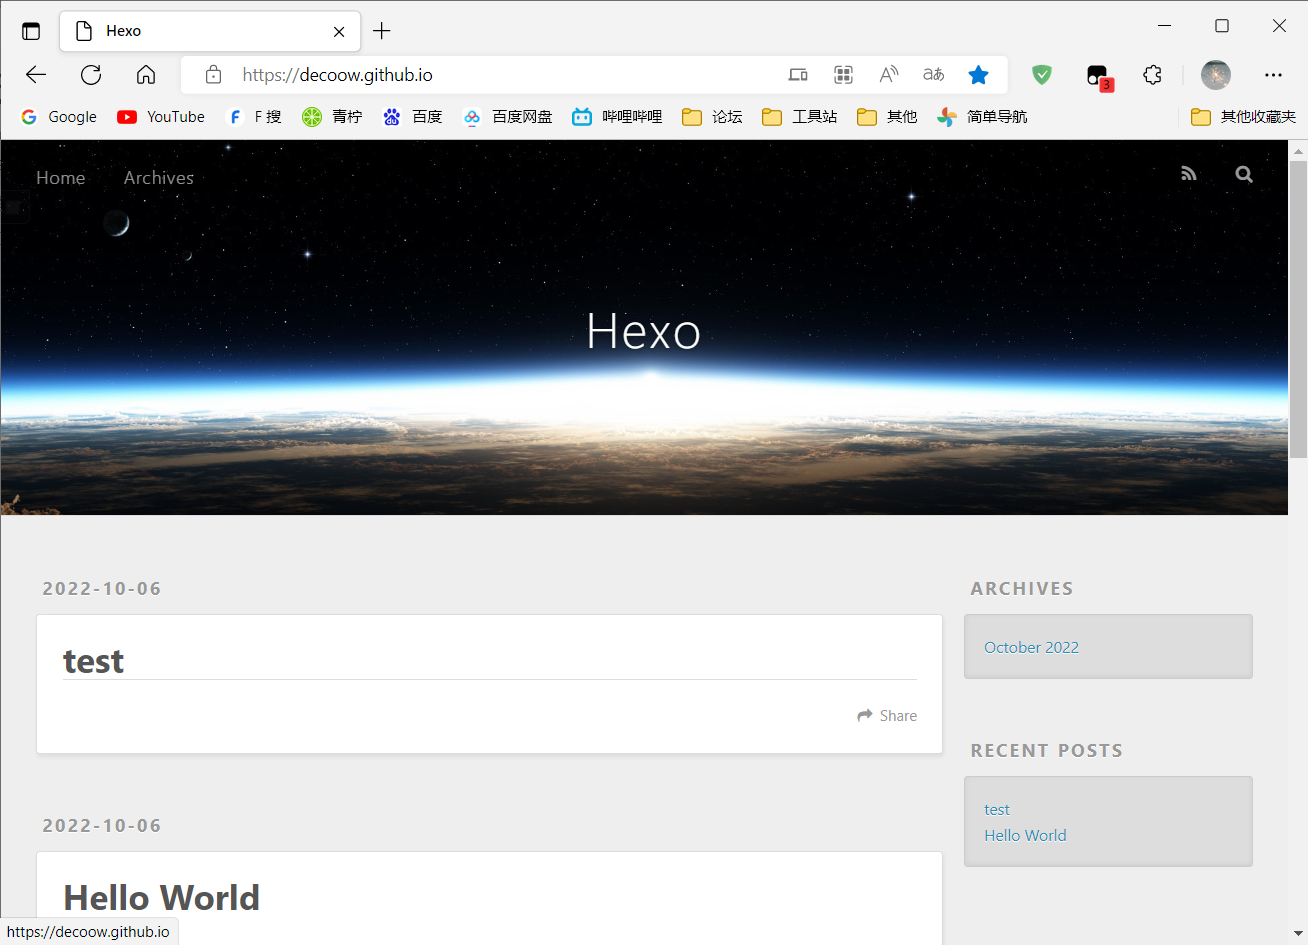 Hexo
https://decoow.github.io
3
Google YouTube F 搜 青柠 百度 百度网盘 哔哩哔哩 论坛 工具站 其他 简单导航 其他收藏夹
Home Archives
Hexo
2022-10-06
test
Share
2022-10-06
Hello World
ARCHIVES
October 2022
RECENT POSTS
test
Hello World
https://decoow.github.io